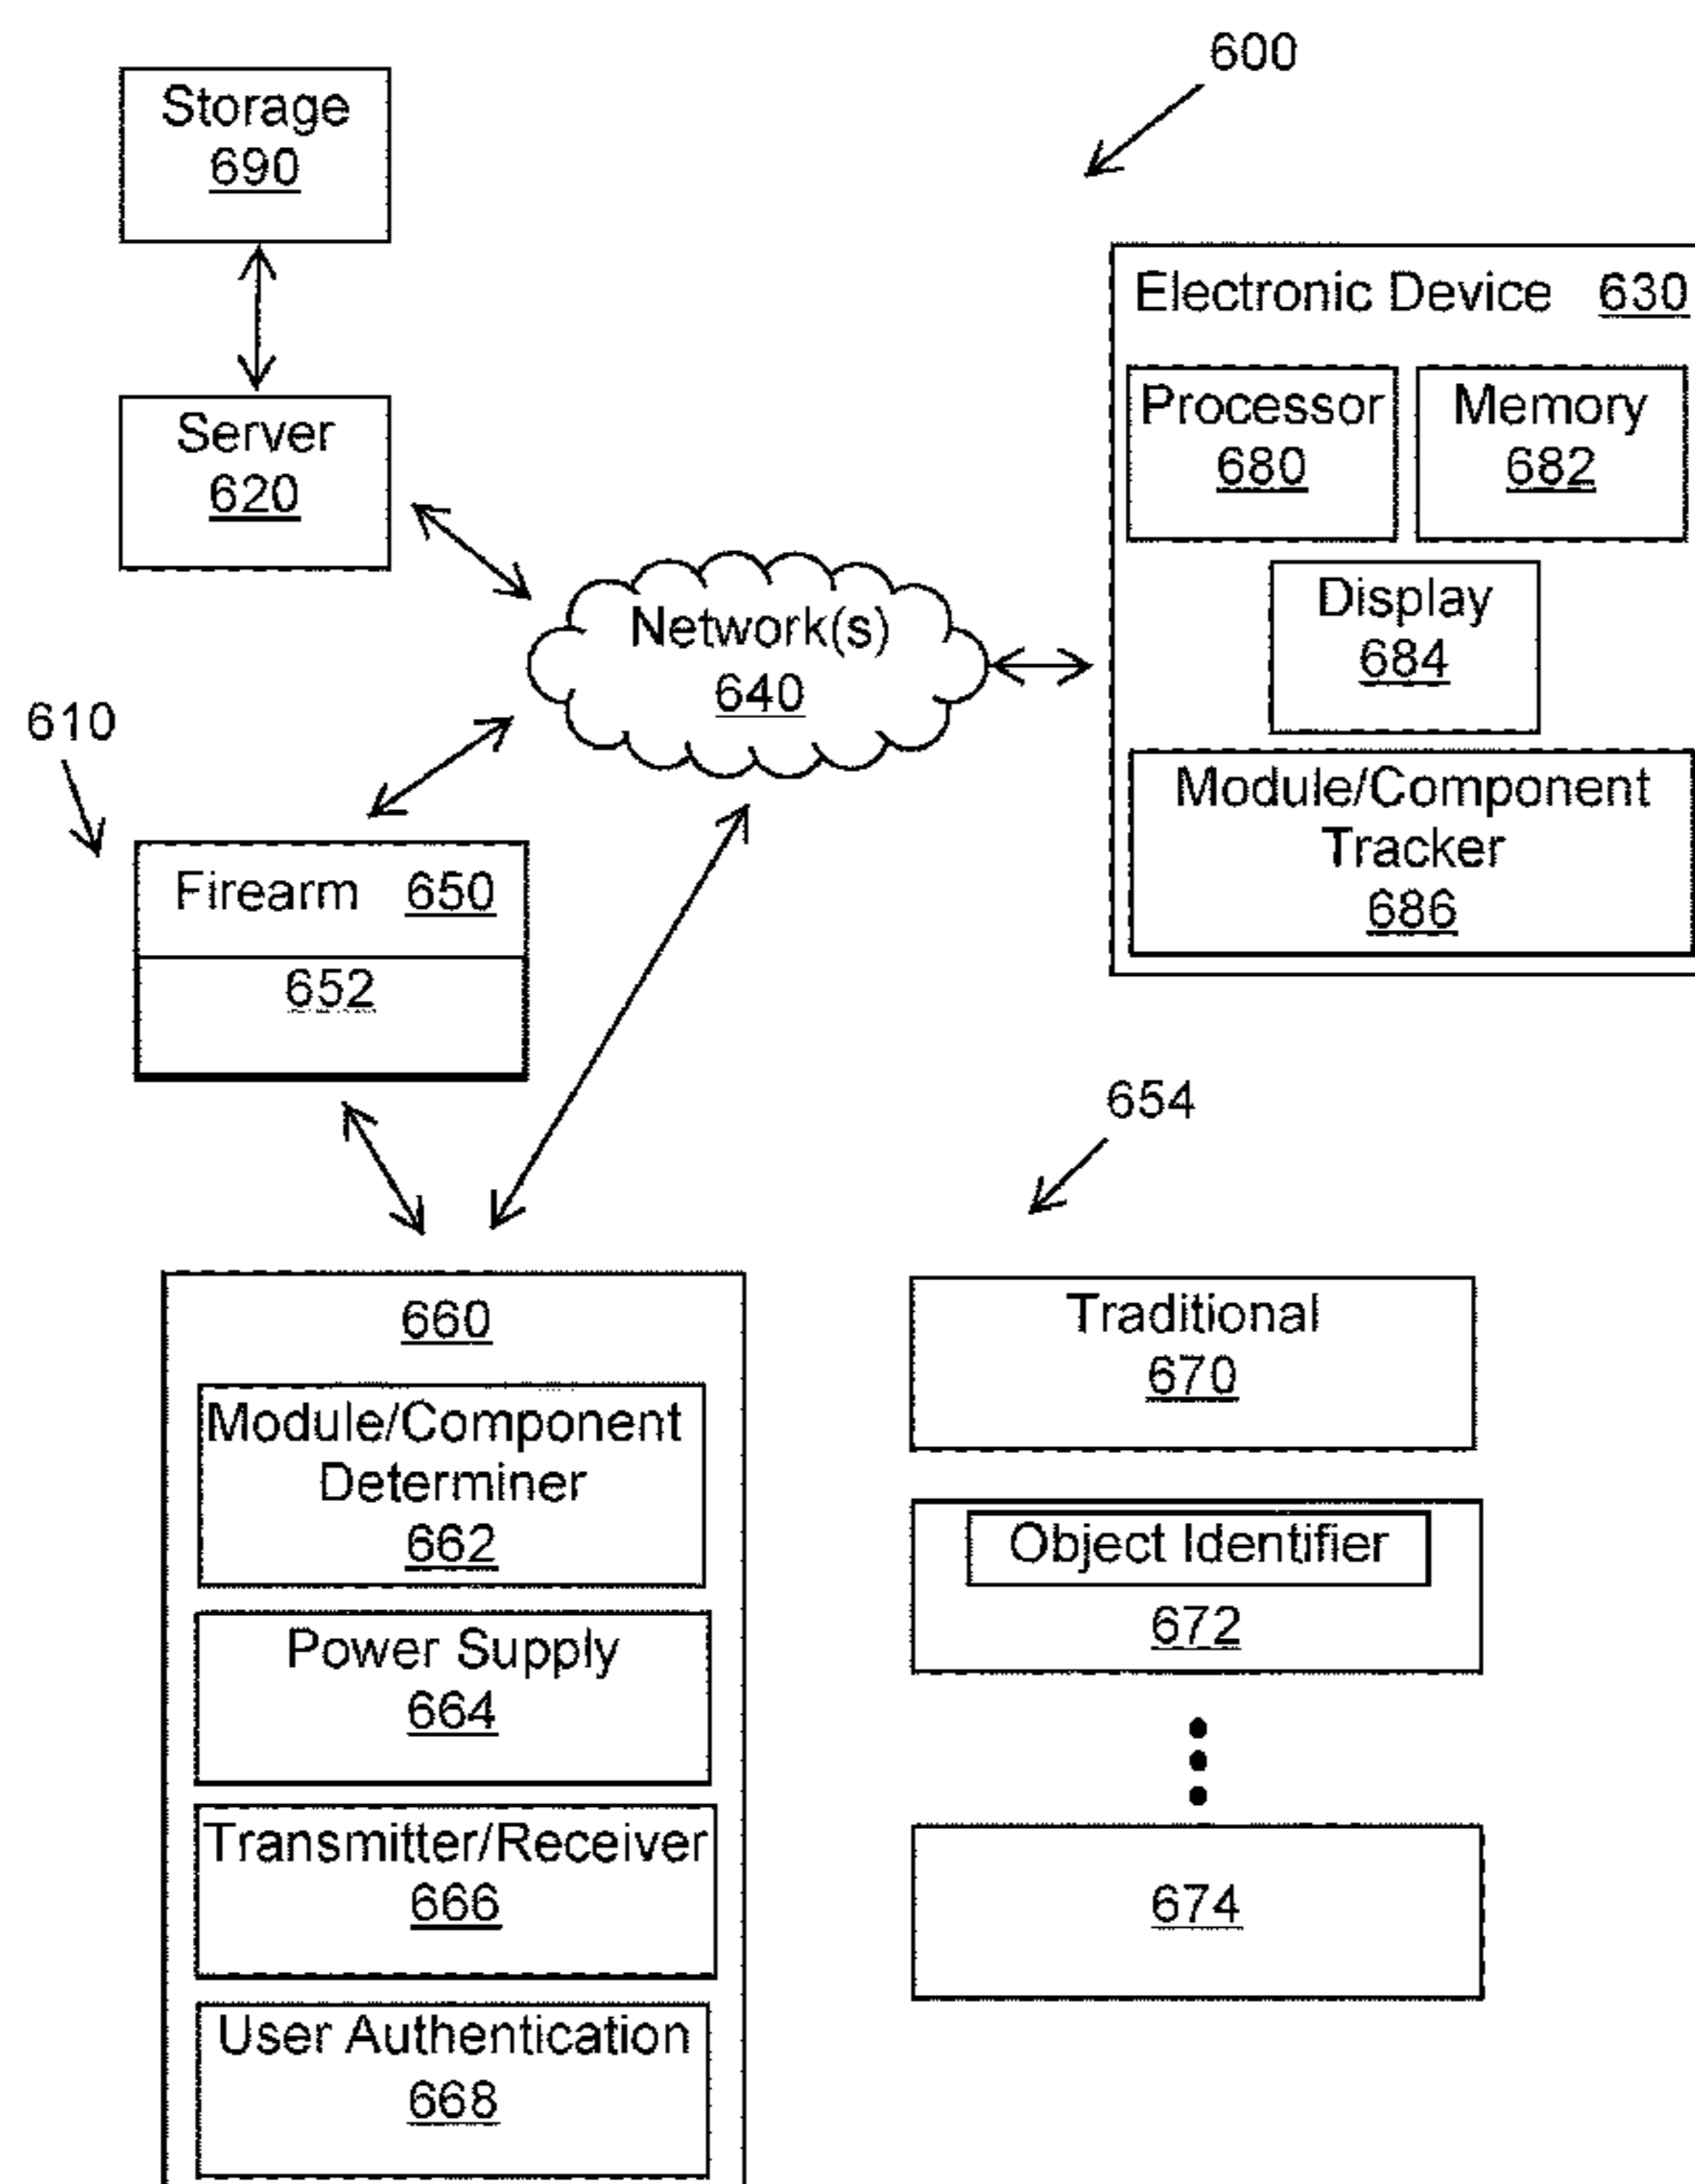 600
Storage
690
Server
620
Electronic Device 630
Processor
680
Memory
682
Display
684
Module/Component
Tracker
686
Network(s)
640
610
Firearm 650
652
654
660
Module/Component
Determiner
662
Power Supply
664
Transmitter/Receiver
666
User Authentication
668
Traditional
670
Object Identifier
672
674